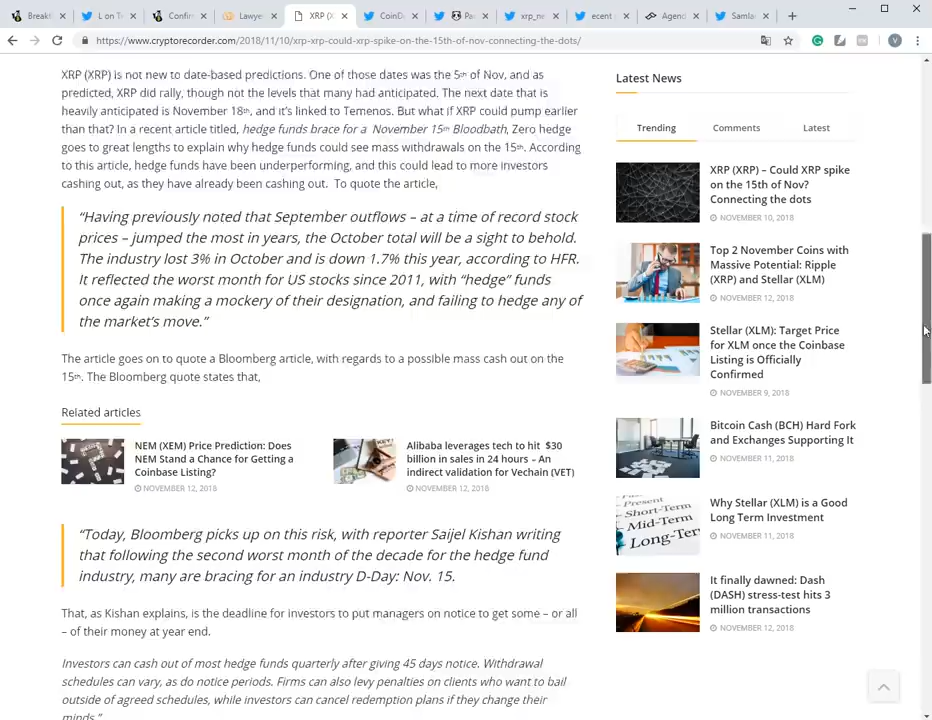 Breakt
L on T
Confirm
Lawyer
XRP (X
CoinD
Pa
xrp_ne
ecent
Agend
Samla
https://www.cryptorecorder.com/2018/11/10/xrp-xrp-could-xrp-spike-on-the-15th-of-nov-connecting-the-dots/
V
XRP (XRP) is not new to date-based predictions. One of those dates was the 5th of Nov, and as
predicted, XRP did rally, though not the levels that many had anticipated. The next date that is
heavily anticipated is November 18th, and it's linked to Temenos. But what if XRP could pump earlier
than that? In a recent article titled, hedge funds brace for a November 15th Bloodbath, Zero hedge
goes to great lengths to explain why hedge funds could see mass withdrawals on the 15th. According
to this article, hedge funds have been underperforming, and this could lead to more investors
cashing out, as they have already been cashing out. To quote the article,
“Having previously noted that September outflows – at a time of record stock
prices – jumped the most in years, the October total will be a sight to behold.
The industry lost 3% in October and is down 1.7% this year, according to HFR.
It reflected the worst month for US stocks since 2011, with “hedge” funds
once again making a mockery of their designation, and failing to hedge any of
the market's move.”
The article goes on to quote a Bloomberg article, with regards to a possible mass cash out on the
15th. The Bloomberg quote states that,
Related articles
NEM (XEM) Price Prediction: Does
NEM Stand a Chance for Getting a
Coinbase Listing?
NOVEMBER 12, 2018
Alibaba leverages tech to hit $30
billion in sales in 24 hours – An
indirect validation for Vechain (VET)
NOVEMBER 12, 2018
“Today, Bloomberg picks up on this risk, with reporter Saijel Kishan writing
that following the second worst month of the decade for the hedge fund
industry, many are bracing for an industry D-Day: Nov. 15.
That, as Kishan explains, is the deadline for investors to put managers on notice to get some – or all
– of their money at year end.
Investors can cash out of most hedge funds quarterly after giving 45 days notice. Withdrawal
schedules can vary, as do notice periods. Firms can also levy penalties on clients who want to bail
outside of agreed schedules, while investors can cancel redemption plans if they change their
minds.”
Latest News
Trending
Comments
Latest
XRP (XRP) – Could XRP spike
on the 15th of Nov?
Connecting the dots
NOVEMBER 10, 2018
Top 2 November Coins with
Massive Potential: Ripple
(XRP) and Stellar (XLM)
NOVEMBER 12, 2018
Stellar (XLM): Target Price
for XLM once the Coinbase
Listing is Officially
Confirmed
NOVEMBER 9, 2018
Bitcoin Cash (BCH) Hard Fork
and Exchanges Supporting It
NOVEMBER 11, 2018
Present
Short-Term
Mid-Term
Long-Ter
Why Stellar (XLM) is a Good
Long Term Investment
NOVEMBER 11, 2018
It finally dawned: Dash
(DASH) stress-test hits 3
million transactions
NOVEMBER 12, 2018